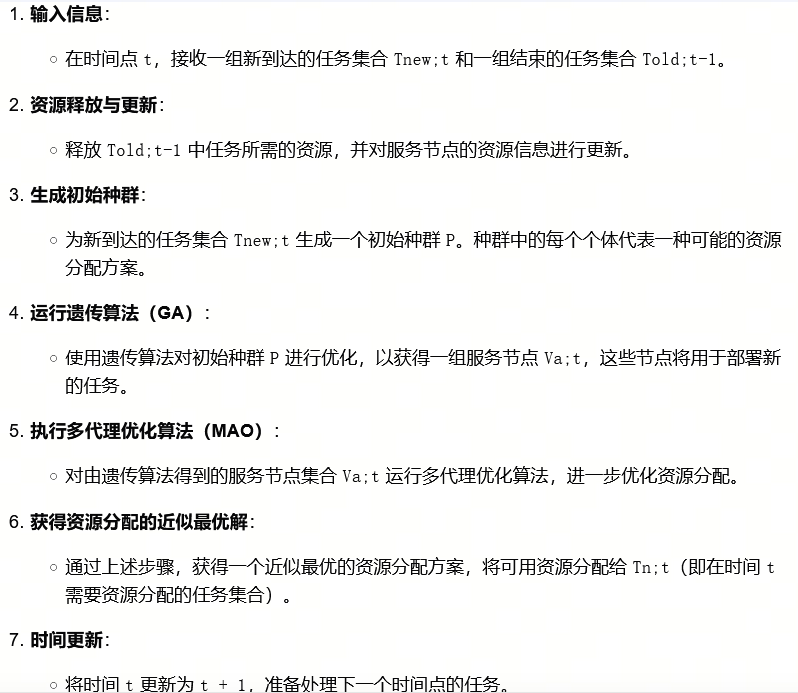 1. 输入信息:
○ 在时间点 t，接收一组新到达的任务集合 Tnew;t 和一组结束的任务集合 Told;t-1。
2. 资源释放与更新:
○ 释放 Told;t-1 中任务所需的资源，并对服务节点的资源信息进行更新。
3. 生成初始种群:
○ 为新到达的任务集合 Tnew;t 生成一个初始种群 P。种群中的每个个体代表一种可能的资源
分配方案。
4. 运行遗传算法（GA）:
○ 使用遗传算法对初始种群 P 进行优化，以获得一组服务节点 Va;t，这些节点将用于部署新
的任务。
5. 执行多代理优化算法（MAO）:
○ 对由遗传算法得到的服务节点集合 Va;t 运行多代理优化算法，进一步优化资源分配。
6. 获得资源分配的近似最优解:
○ 通过上述步骤，获得一个近似最优的资源分配方案，将可用资源分配给 Tn;t（即在时间 t
需要资源分配的任务集合）。
7. 时间更新:
○ 将时间 t 更新为 t + 1，准备处理下一个时间点的任务。